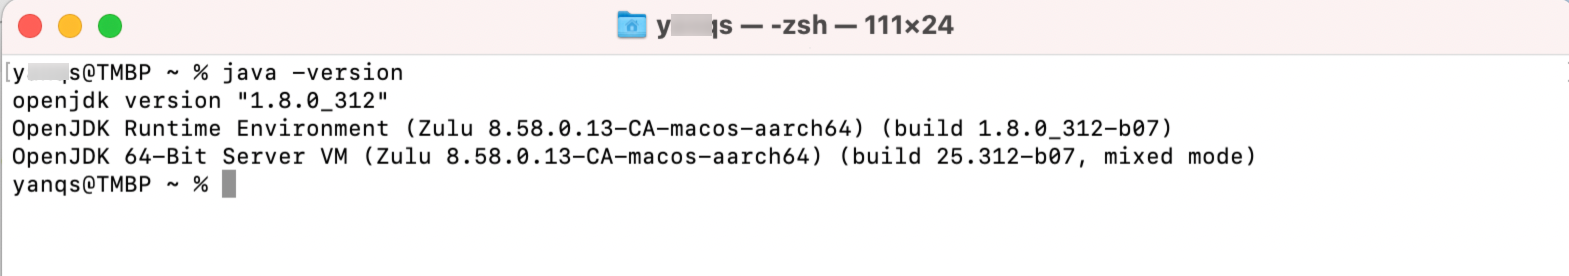 y qs — -zsh — 111×24
y s@TMBP ~ % java -version
openjdk version "1.8.0_312"
OpenJDK Runtime Environment (Zulu 8.58.0.13-CA-macos-aarch64) (build 1.8.0_312-b07)
OpenJDK 64-Bit Server VM (Zulu 8.58.0.13-CA-macos-aarch64) (build 25.312-b07, mixed mode)
yanqs@TMBP ~ %